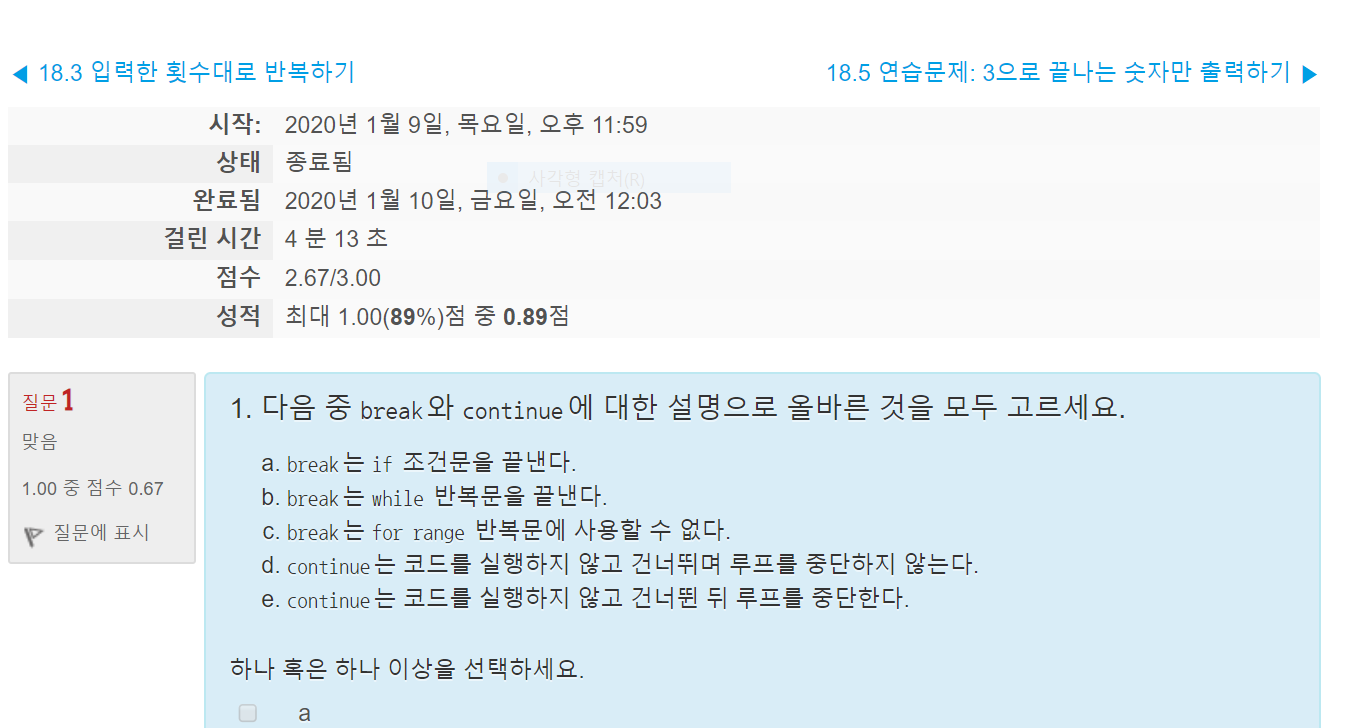 ◀ 18.3 입력한 횟수대로 반복하기
18.5 연습문제: 3으로 끝나는 숫자만 출력하기 ▶
시작: 2020년 1월 9일, 목요일, 오후 11:59
상태 종료됨
사각형 캡처(R)
완료됨 2020년 1월 10일, 금요일, 오전 12:03
걸린 시간 4 분 13 초
점수 2.67/3.00
성적 최대 1.00(89%)점 중 0.89점
질문 1
맞음
1.00 중 점수 0.67
질문에 표시
1. 다음 중 break와 continue에 대한 설명으로 올바른 것을 모두 고르세요.
a. break는 if 조건문을 끝낸다.
b. break는 while 반복문을 끝낸다.
c. break는 for range 반복문에 사용할 수 없다.
d. continue는 코드를 실행하지 않고 건너뛰며 루프를 중단하지 않는다.
e. continue는 코드를 실행하지 않고 건너뛴 뒤 루프를 중단한다.
하나 혹은 하나 이상을 선택하세요.
a